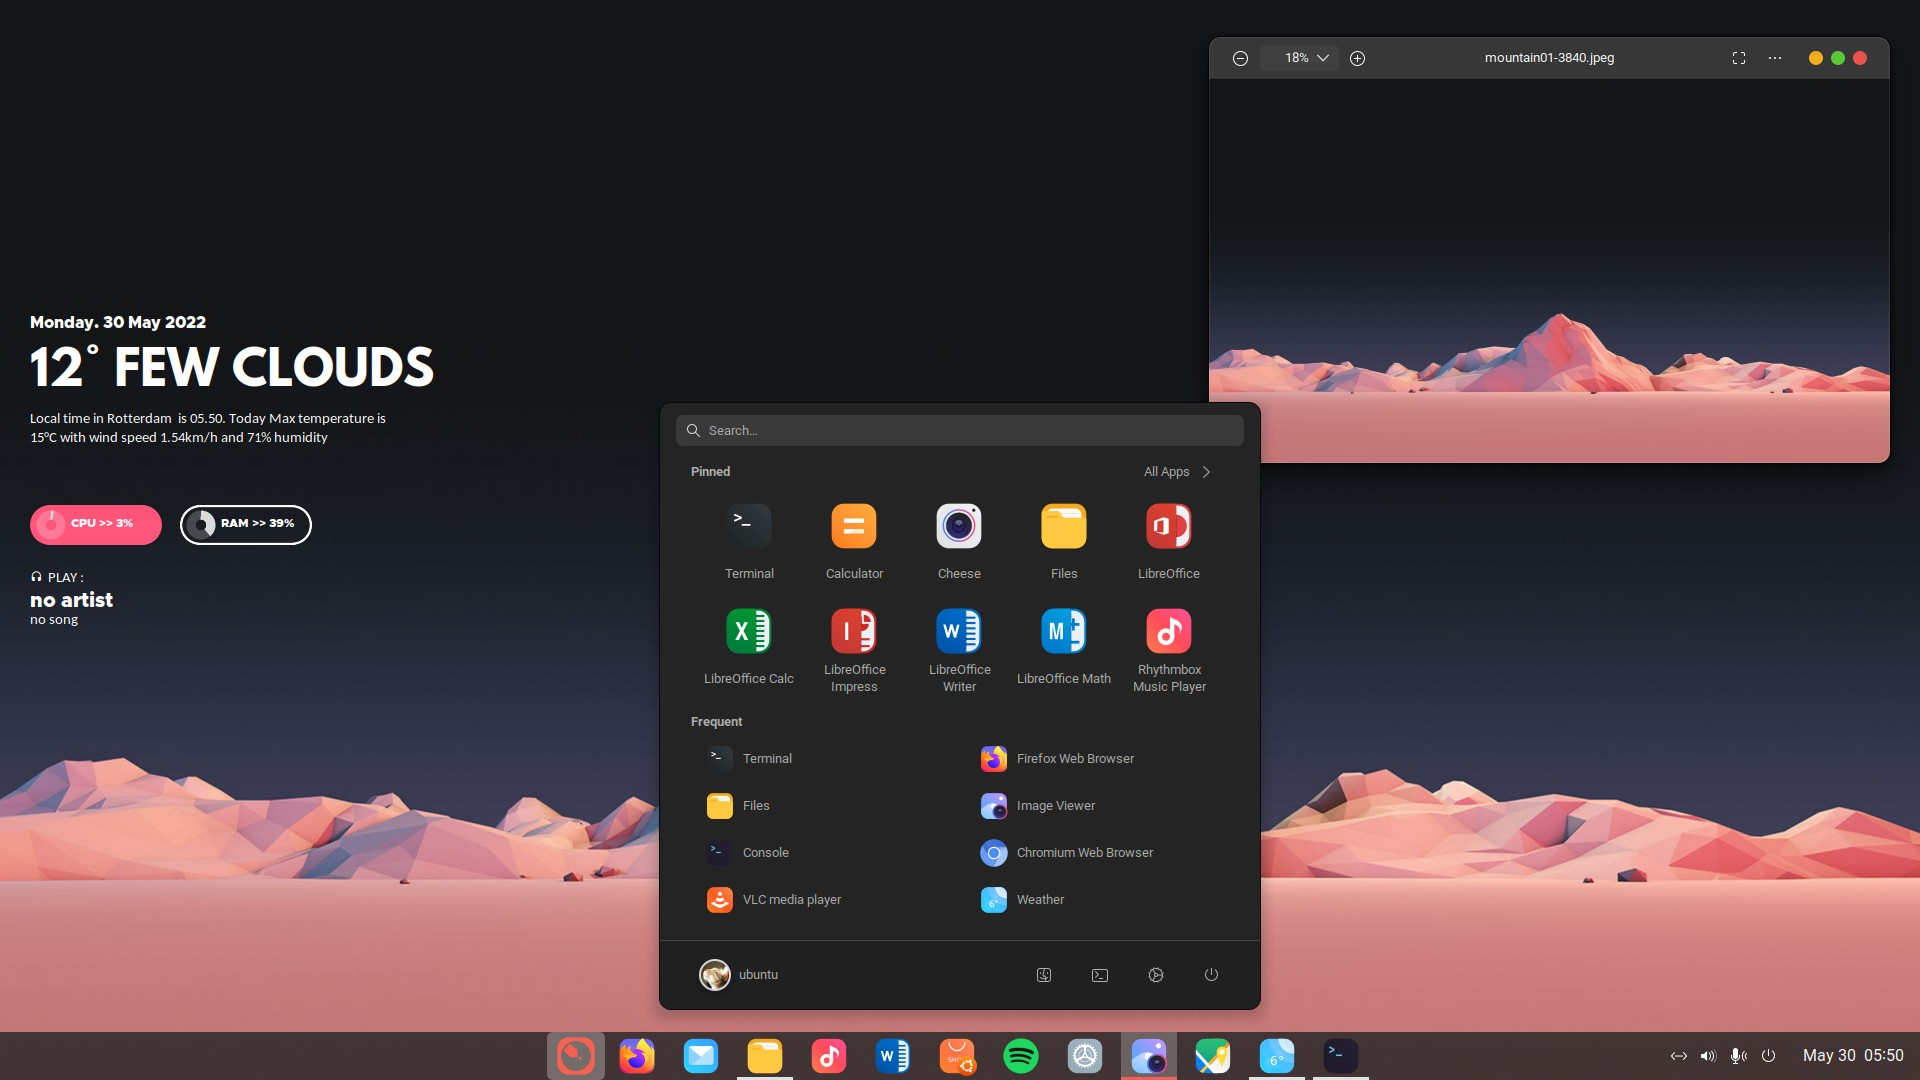 18%
mountain01-3840.jpeg
Monday. 30 May 2022
12° FEW CLOUDS
Local time in Rotterdam is 05.50. Today Max temperature is
15°C with wind speed 1.54km/h and 71% humidity
CPU >> 3%
RAM >> 39%
PLAY :
no artist
no song
Search...
Pinned
All Apps
>_
Terminal
Calculator
Cheese
Files
LibreOffice
X
LibreOffice Calc
I
LibreOffice
Impress
W
LibreOffice
Writer
M
LibreOffice Math
Rhythmbox
Music Player
Frequent
>_
Terminal
Firefox Web Browser
Files
Image Viewer
>_
Console
Chromium Web Browser
VLC media player
6°
Weather
ubuntu
W
6°
>_
May 30 05:50